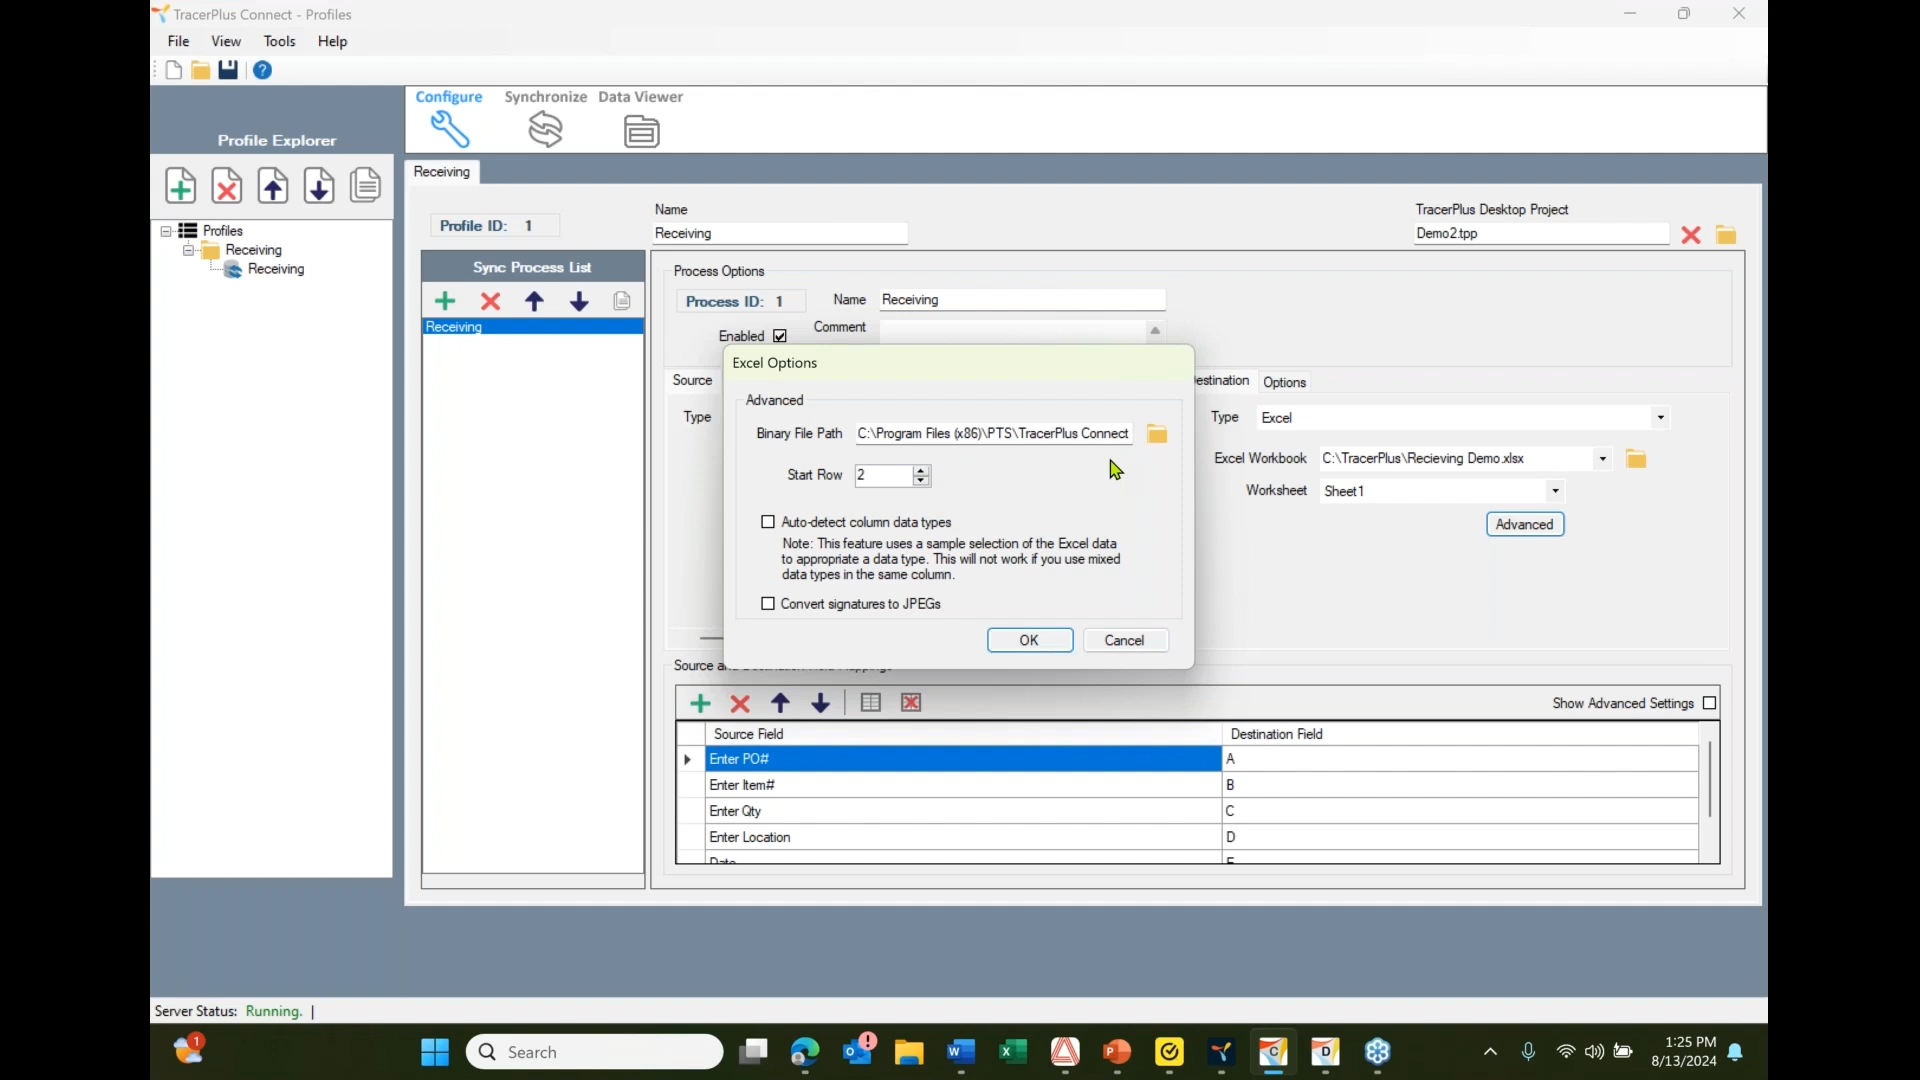 TracerPlus Connect - Profiles
File View Tools Help
Configure Synchronize Data Viewer
Profile Explorer
Receiving
Profiles
Receiving
Receiving
Profile ID: 1
Name
Receiving
TracerPlus Desktop Project
Demo2.tpp
Sync Process List
Receiving
Process Options
Process ID: 1
Name Receiving
Enabled
Comment
Source
Type
Excel Options
Advanced
Binary File Path C:\Program Files (x86)\PTS\TracerPlus Connect
Start Row 2
Auto-detect column data types
Note: This feature uses a sample selection of the Excel data
to appropriate a data type. This will not work if you use mixed
data types in the same column.
Convert signatures to JPEGs
OK Cancel
estination Options
Type Excel
Excel Workbook C:\TracerPlus\Recieving Demo.xlsx
Worksheet Sheet1
Advanced
Source
Show Advanced Settings
Source Field Destination Field
Enter PO# A
Enter Item# B
Enter Qty C
Enter Location D
Date E
Server Status: Running.
1
Search
1:25 PM
8/13/2024